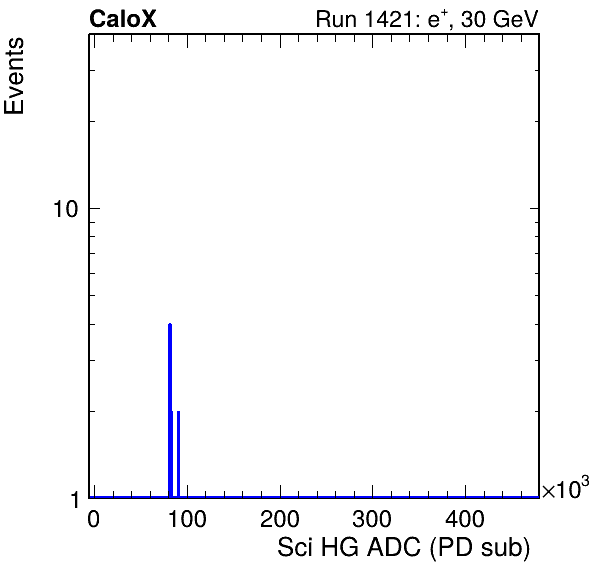 CaloX Run 1421: e⁺, 30 GeV
Events
10
1
0 100 200 300 400 ×10³
Sci HG ADC (PD sub)